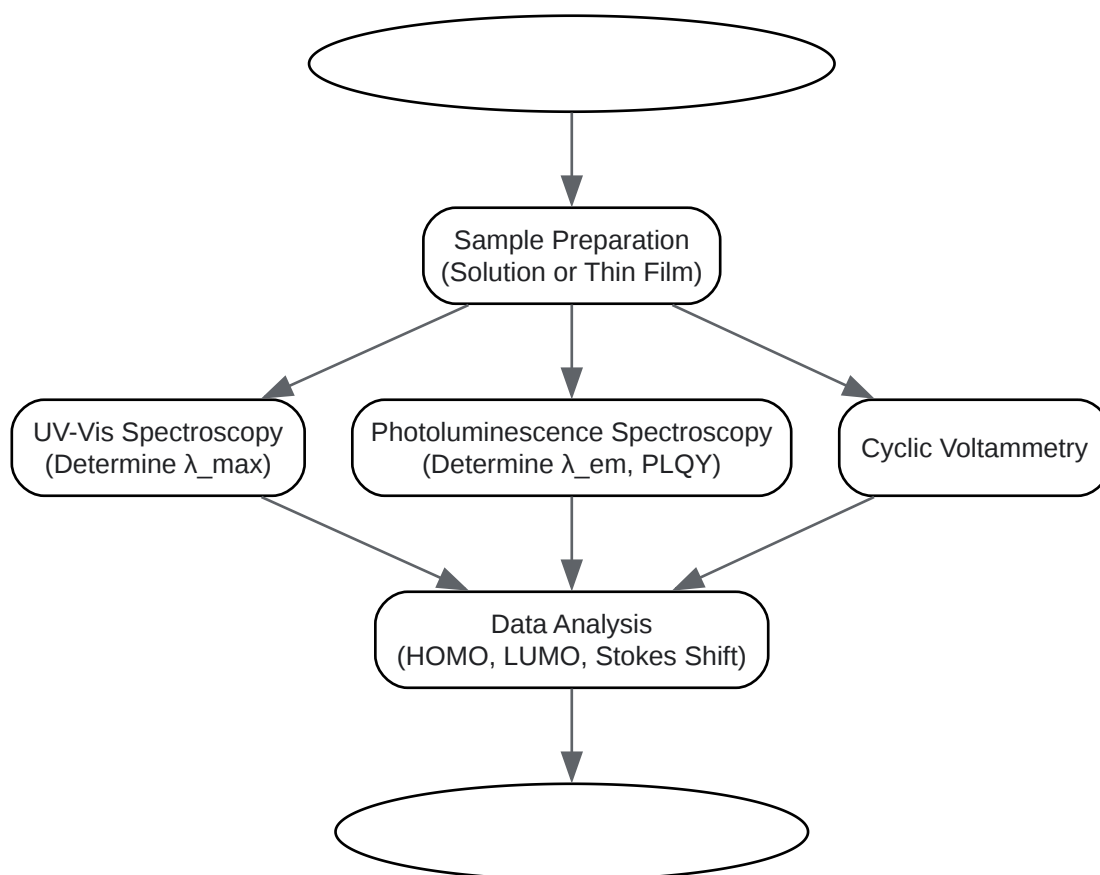 Sample Preparation
(Solution or Thin Film)
UV-Vis Spectroscopy
(Determine λ_max)
Photoluminescence Spectroscopy
(Determine λ_em, PLQY)
Cyclic Voltammetry
Data Analysis
(HOMO, LUMO, Stokes Shift)